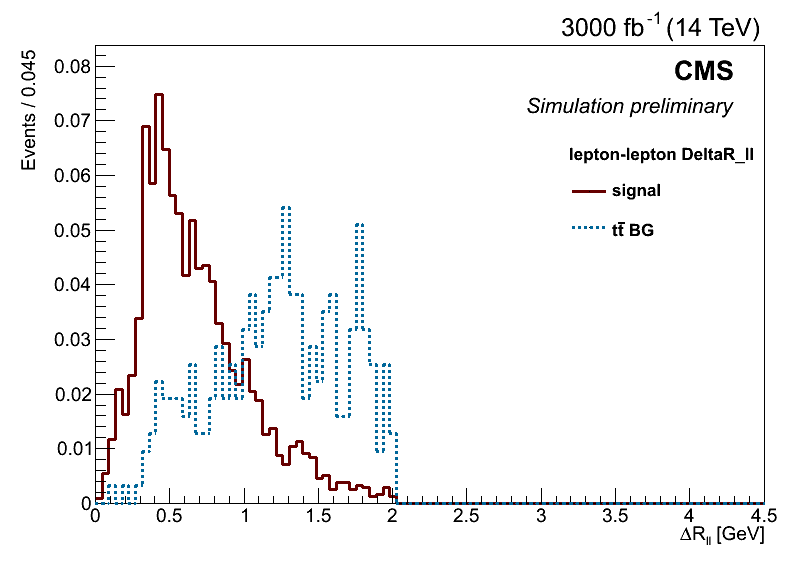 3000 fb⁻¹ (14 TeV)
CMS
Simulation preliminary
lepton-lepton DeltaR_ll
signal
tt̄ BG
Events / 0.045
0.08
0.07
0.06
0.05
0.04
0.03
0.02
0.01
0
0 0.5 1 1.5 2 2.5 3 3.5 4 4.5
ΔR_ll [GeV]